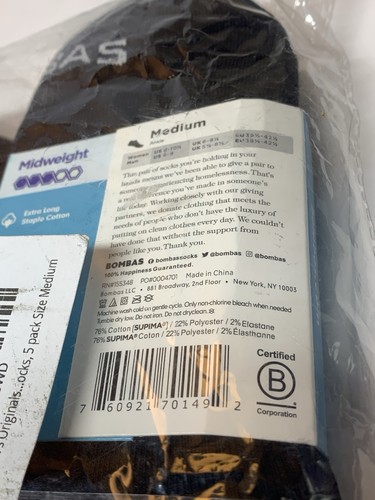 BAS
Medium
Midweight
Extra Long
Staple Cotton
This pair of socks you're holding in your
hands means we've been able to give a pair to
experiencing homelessness. That's
difference you've made in someone's
life today. Working closely with our giving
partners, we donate clothing that meets the
needs of people who don't have the luxury of
putting on clean clothes every day. We couldn't
have done that without the support from
people like you. Thank you.
BOMBAS bombassocks @bombas @bombas
100% Happiness Guaranteed.
RN#155348 PO#0004701 Made in China
Bombas LLC • 881 Broadway, 2nd Floor • New York, NY 10003
Machine wash cold on gentle cycle. Only non-chlorine bleach when needed
Tumble dry low. Do not iron. Do not dryclean.
76% Cotton (SUPIMA®) / 22% Polyester / 2% Elastane
76% SUPIMA® Coton / 22% Polyester / 2% Élasthanne
Certified
B
Corporation
7 60921 70149 2
s Originals...ocks, 5 pack Size Medium